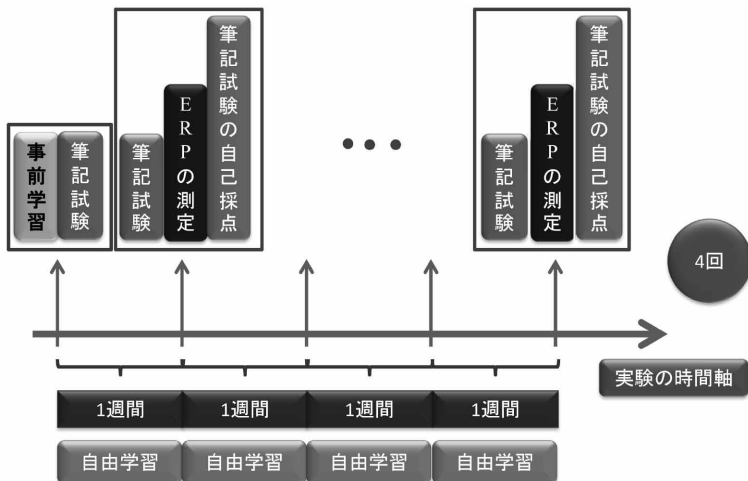 事前学習
筆記試験
筆記試験
ERPの測定
筆記試験の自己採点
...
筆記試験
ERPの測定
筆記試験の自己採点
4回
実験の時間軸
1週間
1週間
1週間
1週間
自由学習
自由学習
自由学習
自由学習